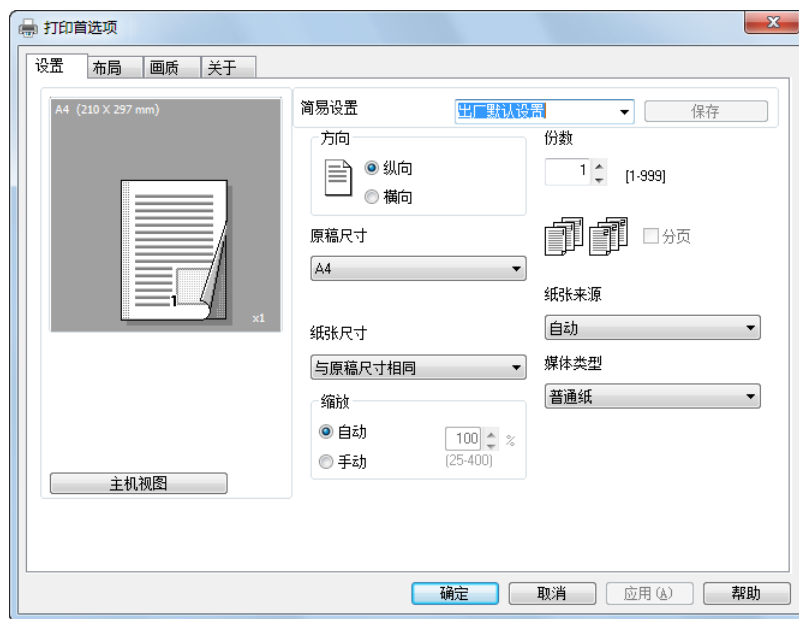 打印首选项
设置 布局 画质 关于
A4 (210 X 297 mm)
1
x1
主机视图
简易设置 出厂默认设置 保存
方向
纵向
横向
原稿尺寸
A4
纸张尺寸
与原稿尺寸相同
缩放
自动
手动
100 %
(25-400)
份数
1 [1-999]
分页
纸张来源
自动
媒体类型
普通纸
确定 取消 应用(A) 帮助